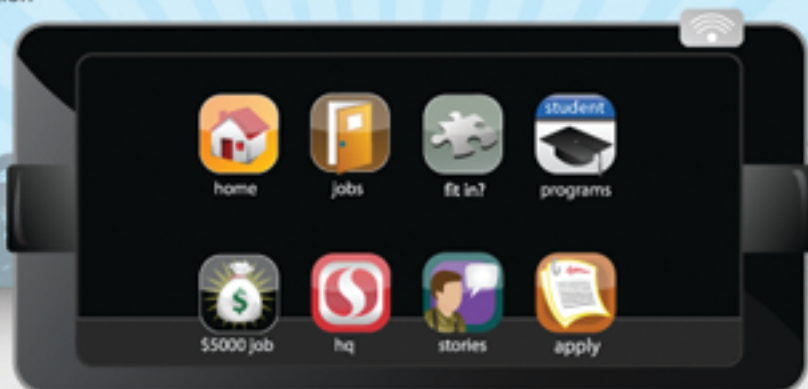 student
home
jobs
fit in?
programs
$5000 job
hq
stories
apply